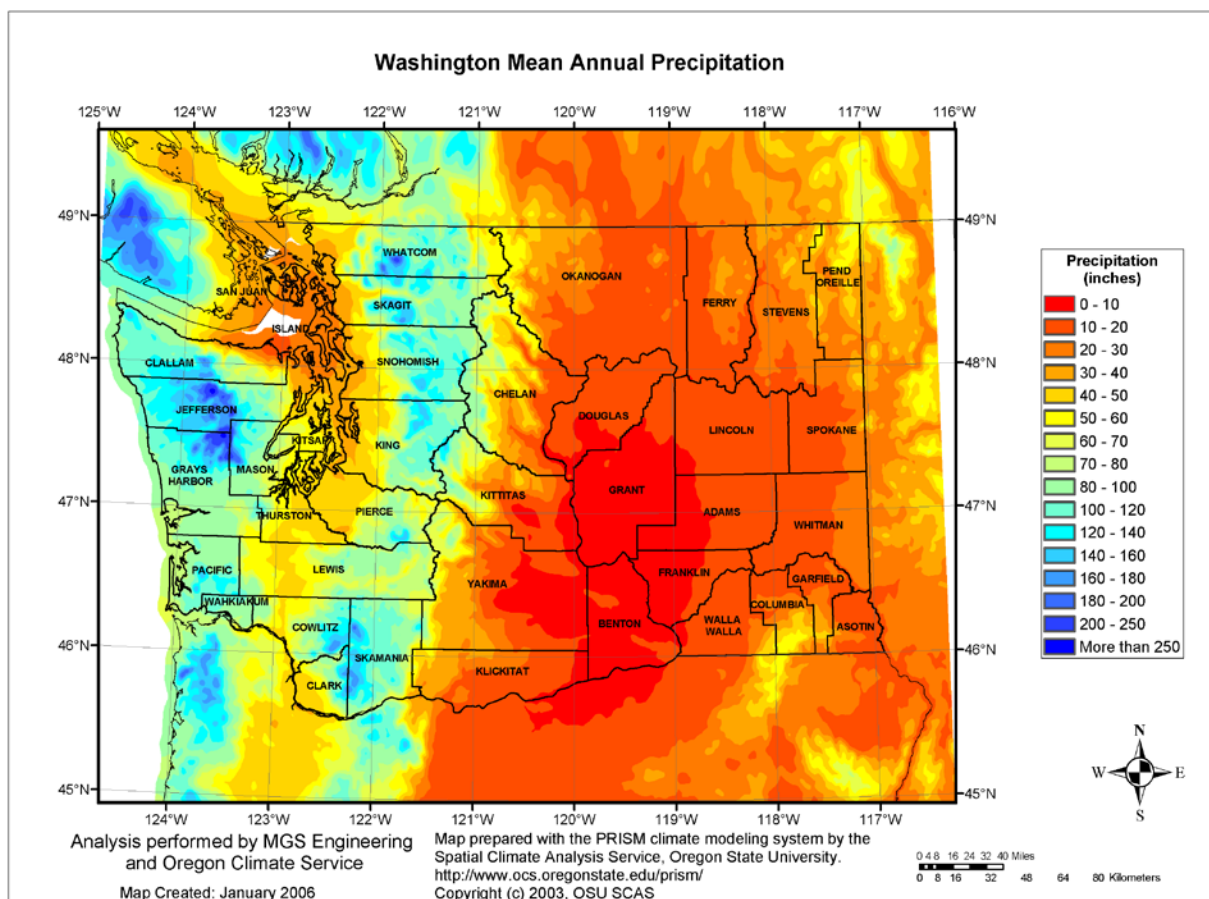 Washington Mean Annual Precipitation
125°W 124°W 123°W 122°W 121°W 120°W 119°W 118°W 117°W 116°W
49°N 49°N
48°N 48°N
47°N 47°N
46°N 46°N
45°N 45°N
124°W 123°W 122°W 121°W 120°W 119°W 118°W 117°W
WHATCOM
OKANOGAN
FERRY
STEVENS
PEND
OREILLE
SAN JUAN
SKAGIT
ISLAND
CLALLAM
SNOHOMISH
CHELAN
JEFFERSON
DOUGLAS
LINCOLN
SPOKANE
KITSAP
KING
GRAYS
HARBOR
MASON
KITTITAS
GRANT
THURSTON
PIERCE
ADAMS
WHITMAN
PACIFIC
LEWIS
YAKIMA
FRANKLIN
GARFIELD
WAHKIAKUM
COLUMBIA
COWLITZ
BENTON
WALLA
WALLA
ASOTIN
SKAMANIA
KLICKITAT
CLARK
Precipitation
(inches)
0 - 10
10 - 20
20 - 30
30 - 40
40 - 50
50 - 60
60 - 70
70 - 80
80 - 100
100 - 120
120 - 140
140 - 160
160 - 180
180 - 200
200 - 250
More than 250
N
W E
S
Analysis performed by MGS Engineering
and Oregon Climate Service
Map Created: January 2006
Map prepared with the PRISM climate modeling system by the
Spatial Climate Analysis Service, Oregon State University.
http://www.ocs.oregonstate.edu/prism/
Copyright (c) 2003, OSU SCAS
0 4 8 16 24 32 40 Miles
0 8 16 32 48 64 80 Kilometers